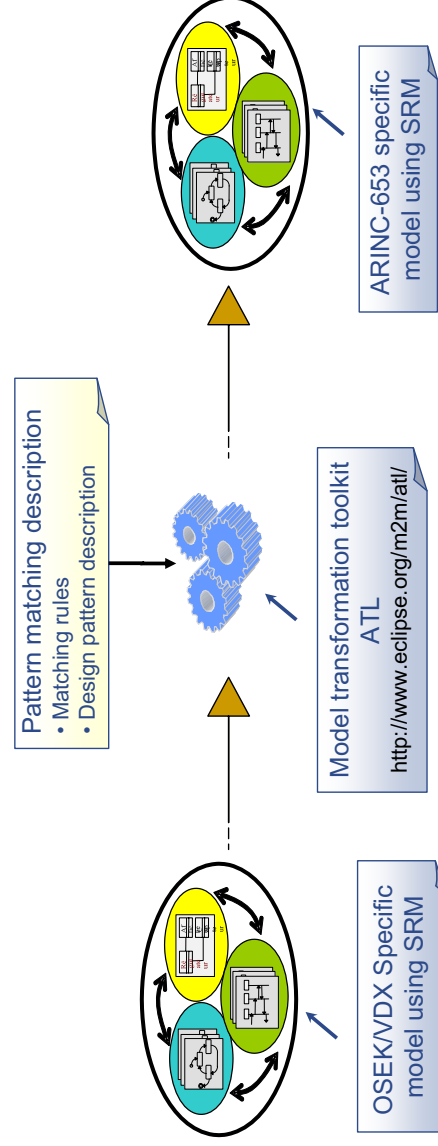 Pattern matching description
• Matching rules
• Design pattern description
OSEK/VDX Specific
model using SRM
Model transformation toolkit
ATL
http://www.eclipse.org/m2m/atl/
ARINC-653 specific
model using SRM